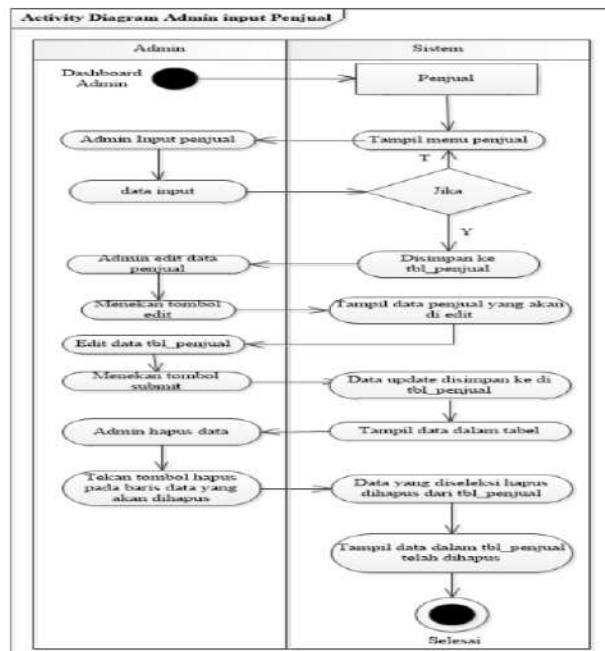 Activity Diagram Admin input Penjual
Admin
Sistem
Dashboard
Admin
Penjual
Admin Input penjual
Tampil menu penjual
T
data input
Jika
Y
Admin edit data
penjual
Disimpan ke
tbl_penjual
Menekan tombol
edit
Tampil data penjual yang akan
di edit
Edit data tbl_penjual
Menekan tombol
submit
Data update disimpan ke di
tbl_penjual
Admin hapus data
Tampil data dalam tabel
Tekan tombol hapus
pada baris data yang
akan dihapus
Data yang diseleksi hapus
dihapus dari tbl_penjual
Tampil data dalam tbl_penjual
telah dihapus
Selesai